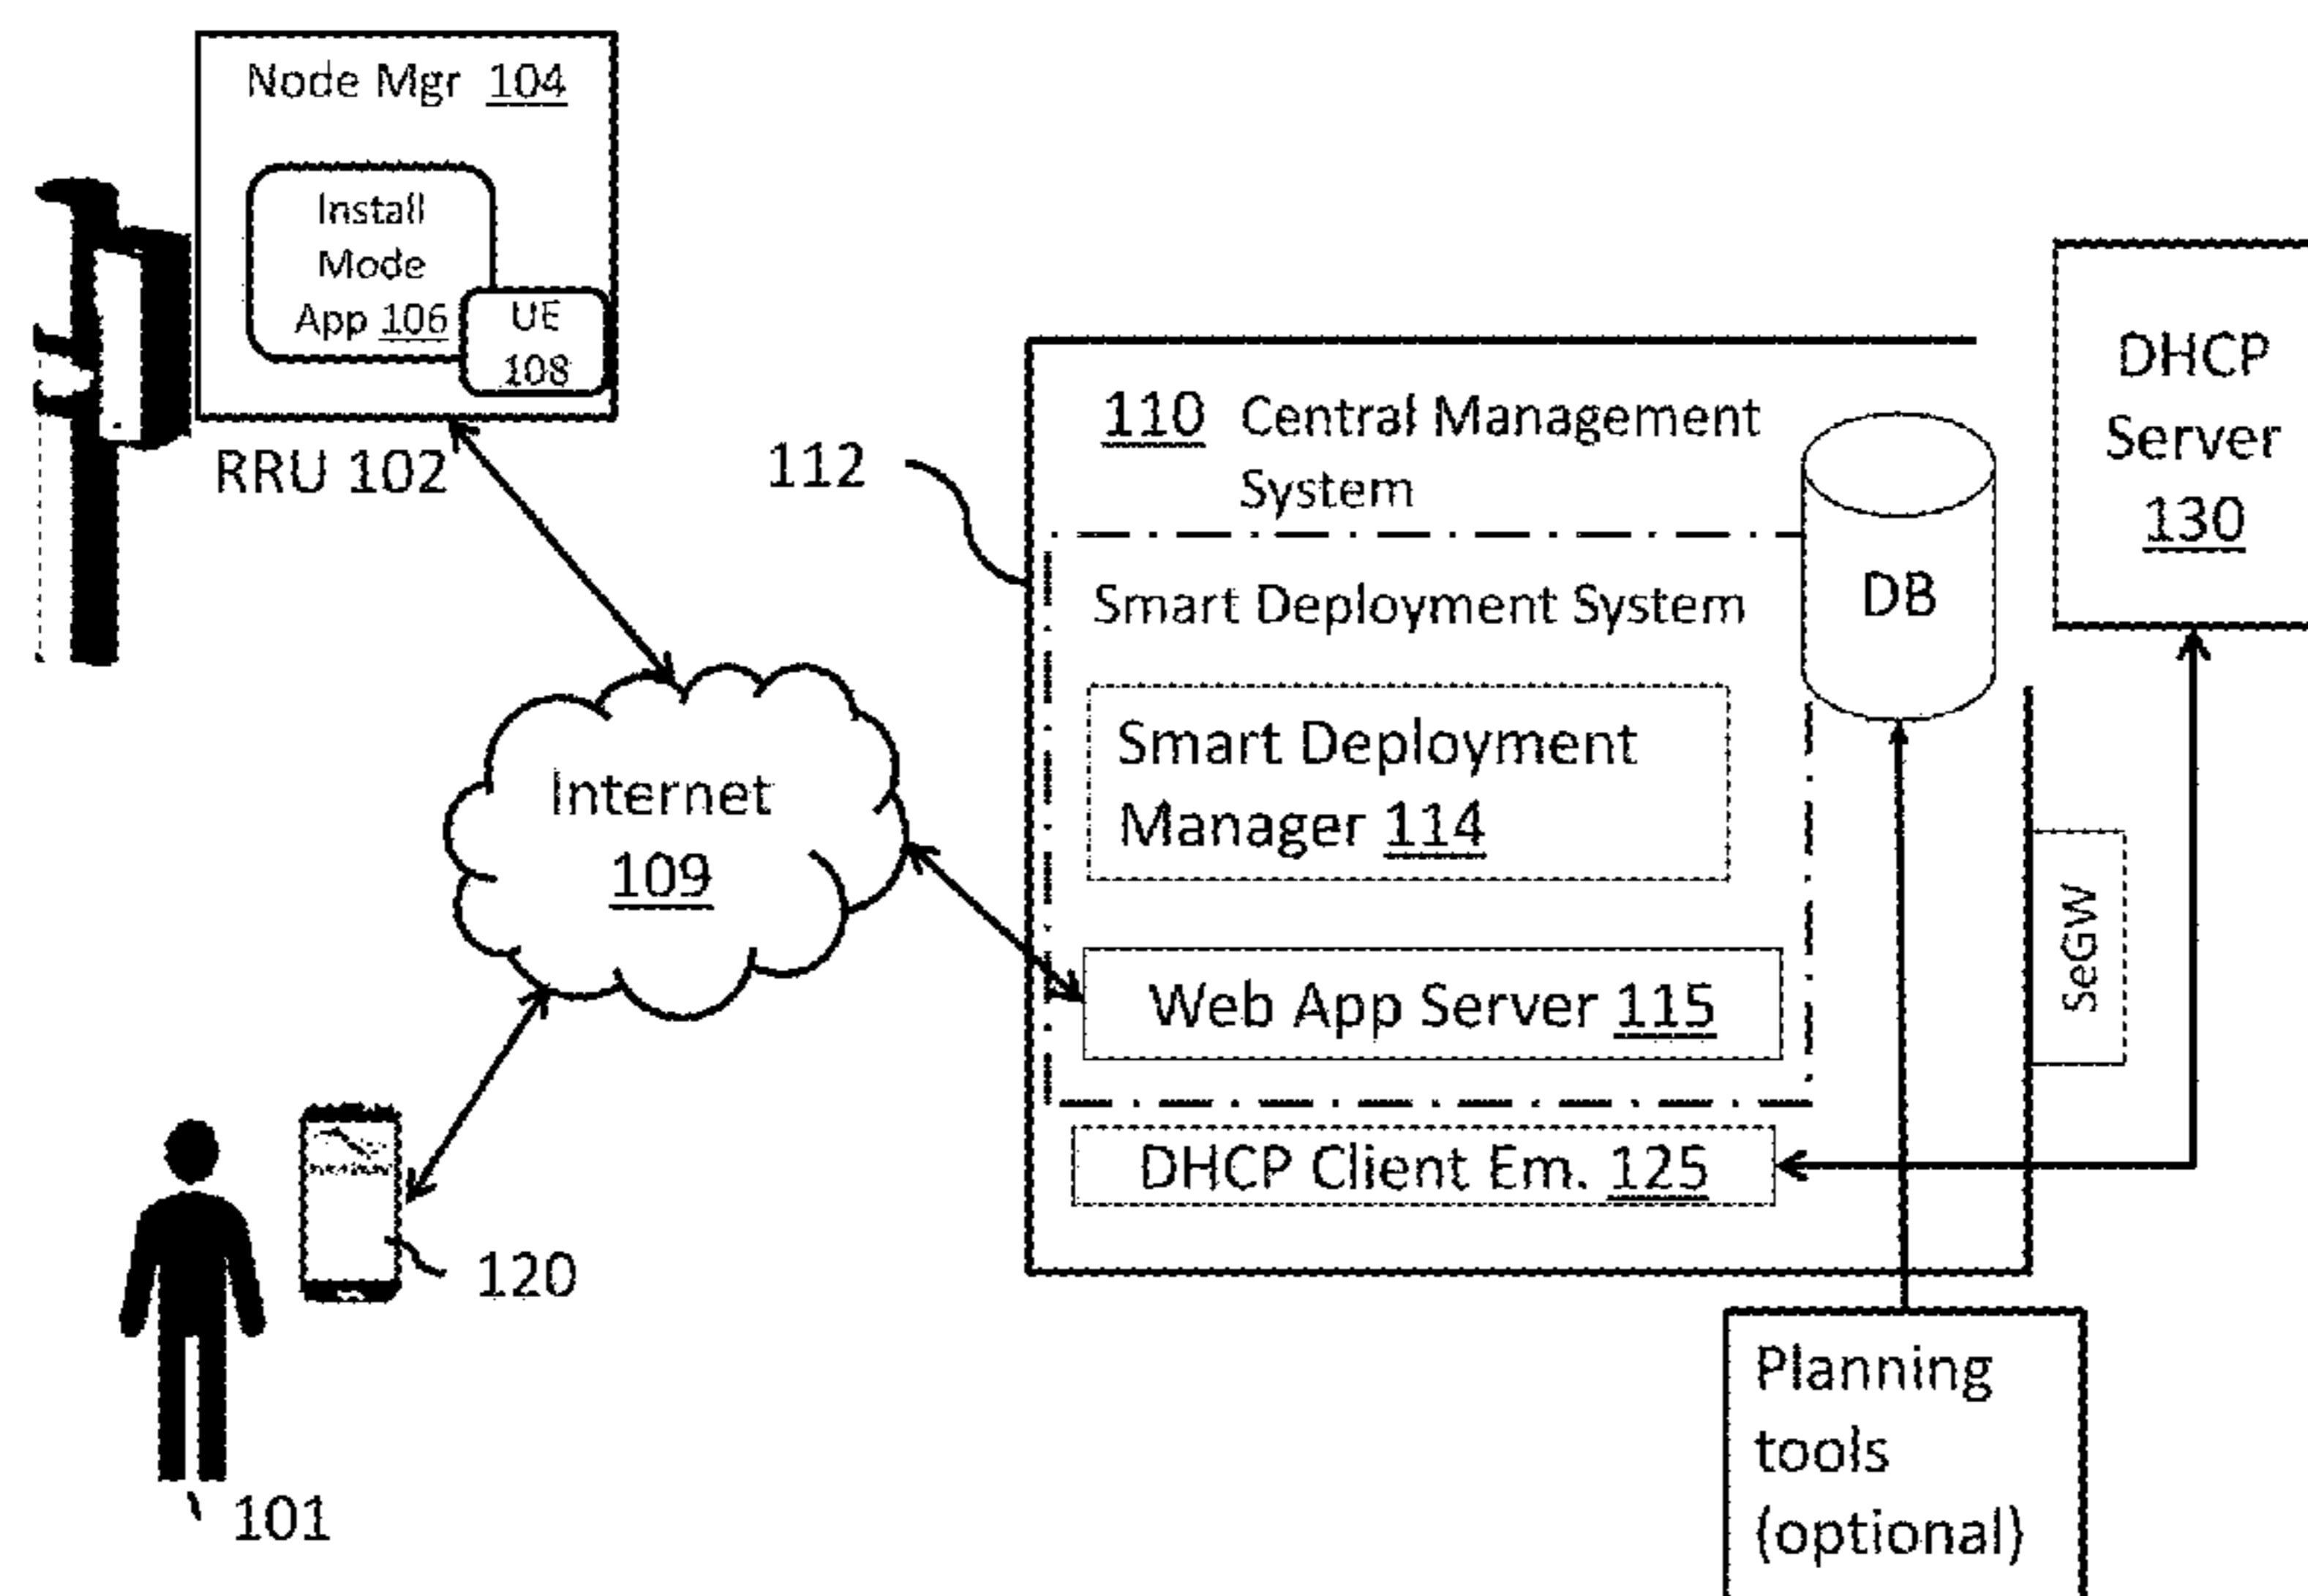 Node Mgr 104
Install
Mode
App 106
UE
108
RRU 102
Internet
109
120
101
112
110 Central Management
System
Smart Deployment System
DB
Smart Deployment
Manager 114
Web App Server 115
DHCP Client Em. 125
SeGW
DHCP
Server
130
Planning
tools
(optional)